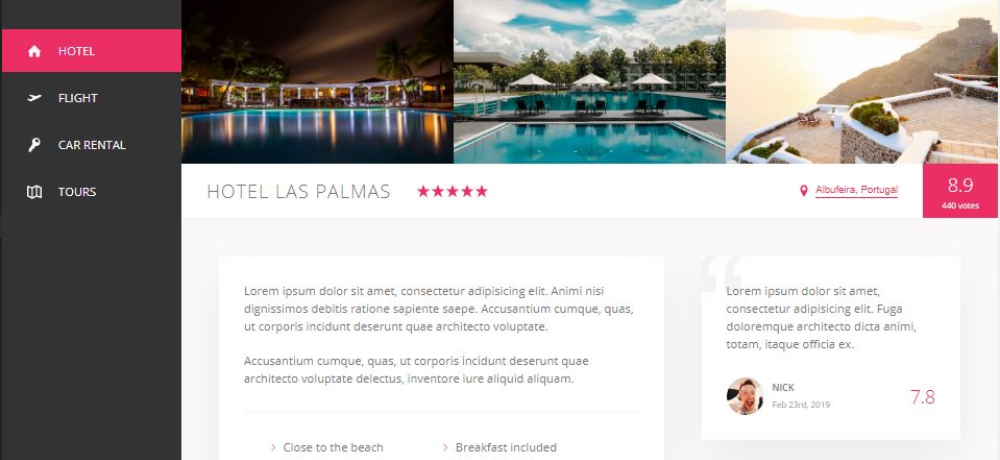 HOTEL
FLIGHT
CAR RENTAL
TOURS
HOTEL LAS PALMAS
Albufeira, Portugal
8.9
440 votes
Lorem ipsum dolor sit amet, consectetur adipisicing elit. Animi nisi
dignissimos debitis ratione sapiente saepe. Accusantium cumque, quas,
ut corporis incidunt deserunt quae architecto voluptate.
Accusantium cumque, quas, ut corporis incidunt deserunt quae
architecto voluptate delectus, inventore iure aliquid aliquam.
Close to the beach
Breakfast included
Lorem ipsum dolor sit amet,
consectetur adipisicing elit. Fuga
doloremque architecto dicta animi,
totam, itaque officia ex.
NICK
Feb 23rd, 2019
7.8